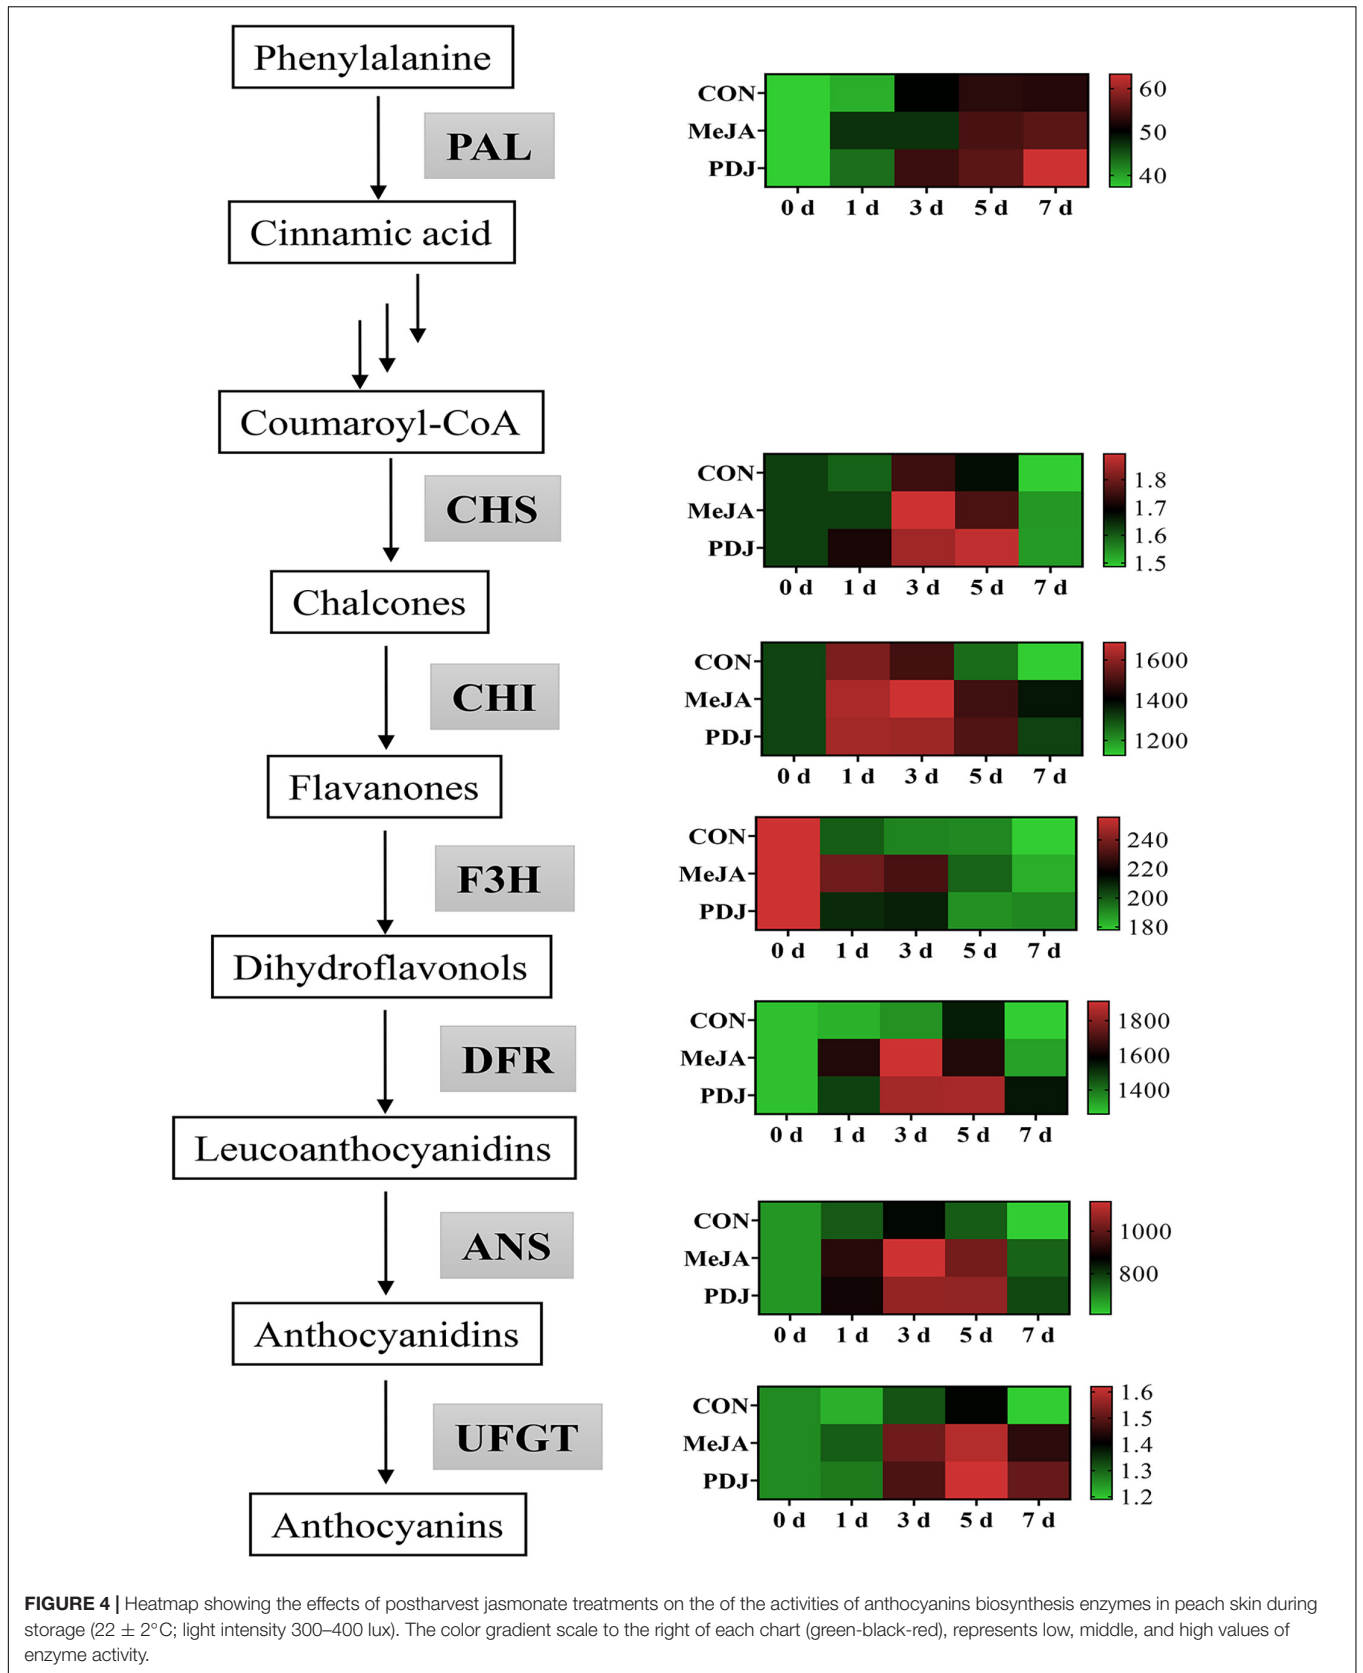 Phenylalanine
PAL
Cinnamic acid
Coumaroyl-CoA
CHS
Chalcones
CHI
Flavanones
F3H
Dihydroflavonols
DFR
Leucoanthocyanidins
ANS
Anthocyanidins
UFGT
Anthocyanins
CON
MeJA
PDJ
0 d 1 d 3 d 5 d 7 d
60
50
40
CON
MeJA
PDJ
0 d 1 d 3 d 5 d 7 d
1.8
1.7
1.6
1.5
CON
MeJA
PDJ
0 d 1 d 3 d 5 d 7 d
1600
1400
1200
CON
MeJA
PDJ
0 d 1 d 3 d 5 d 7 d
240
220
200
180
CON
MeJA
PDJ
0 d 1 d 3 d 5 d 7 d
1800
1600
1400
CON
MeJA
PDJ
0 d 1 d 3 d 5 d 7 d
1000
800
CON
MeJA
PDJ
0 d 1 d 3 d 5 d 7 d
1.6
1.5
1.4
1.3
1.2
FIGURE 4 | Heatmap showing the effects of postharvest jasmonate treatments on the of the activities of anthocyanins biosynthesis enzymes in peach skin during
storage (22 ± 2°C; light intensity 300–400 lux). The color gradient scale to the right of each chart (green-black-red), represents low, middle, and high values of
enzyme activity.